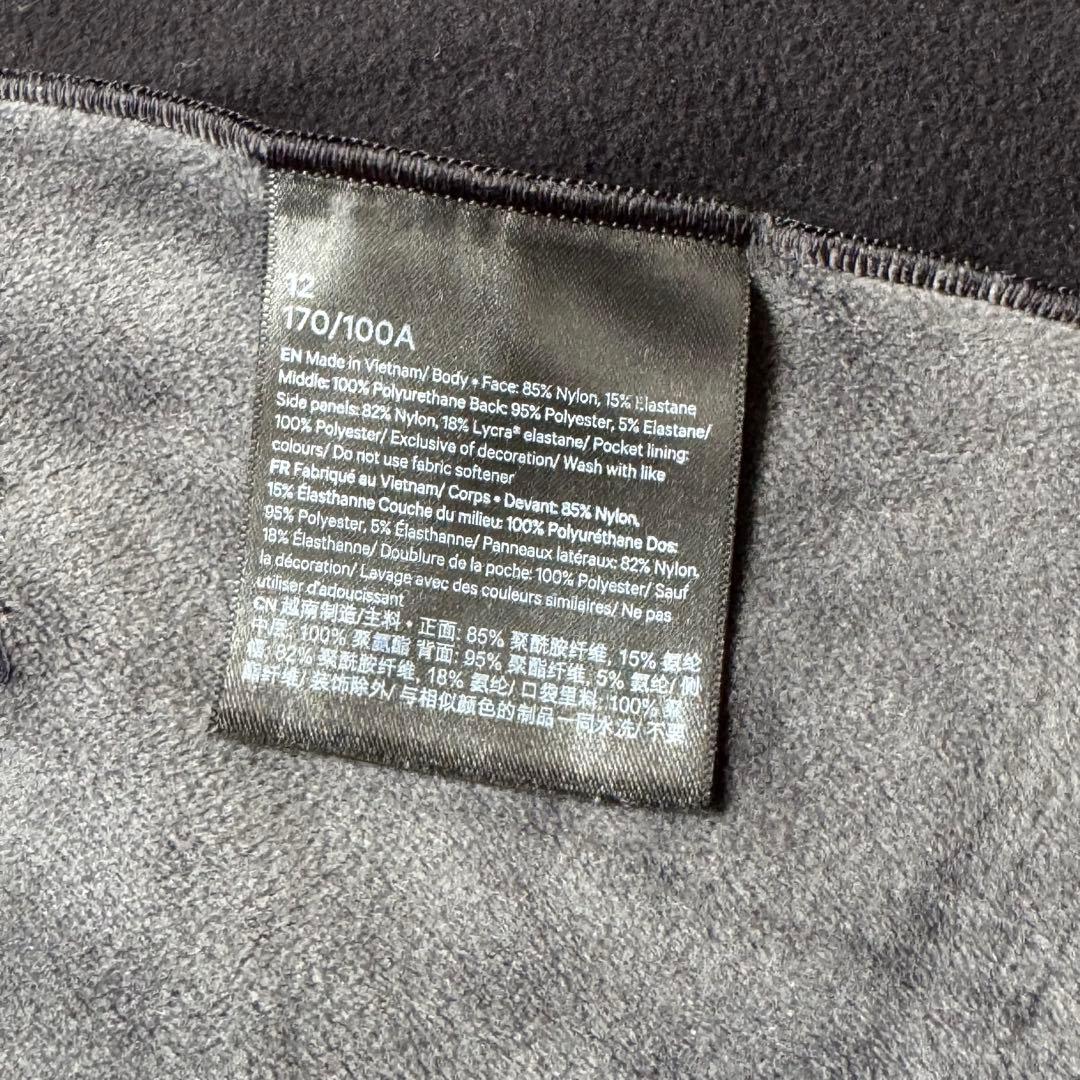 12
170/100A
EN Made in Vietnam/ Body • Face: 85% Nylon, 15% Elastane
Middle: 100% Polyurethane Back: 95% Polyester, 5% Elastane/
Side panels: 82% Nylon, 18% Lycra® elastane/ Pocket lining:
100% Polyester/ Exclusive of decoration/ Wash with like
colours/ Do not use fabric softener
FR Fabriqué au Vietnam/ Corps • Devant: 85% Nylon,
15% Élasthanne Couche du milieu: 100% Polyuréthane Dos:
95% Polyester, 5% Élasthanne/ Panneaux latéraux: 82% Nylon,
18% Élasthanne/ Doublure de la poche: 100% Polyester/ Sauf
la décoration/ Lavage avec des couleurs similaires/ Ne pas
utiliser d'adoucissant
CN 越南制造/主料 • 正面: 85% 聚酰胺纤维, 15% 氨纶
中层: 100% 聚氨酯 背面: 95% 聚酯纤维, 5% 氨纶/ 侧
幅: 82% 聚酰胺纤维, 18% 氨纶/ 口袋里料: 100% 聚
酯纤维/ 装饰除外/ 与相似颜色的制品一同水洗/ 不要